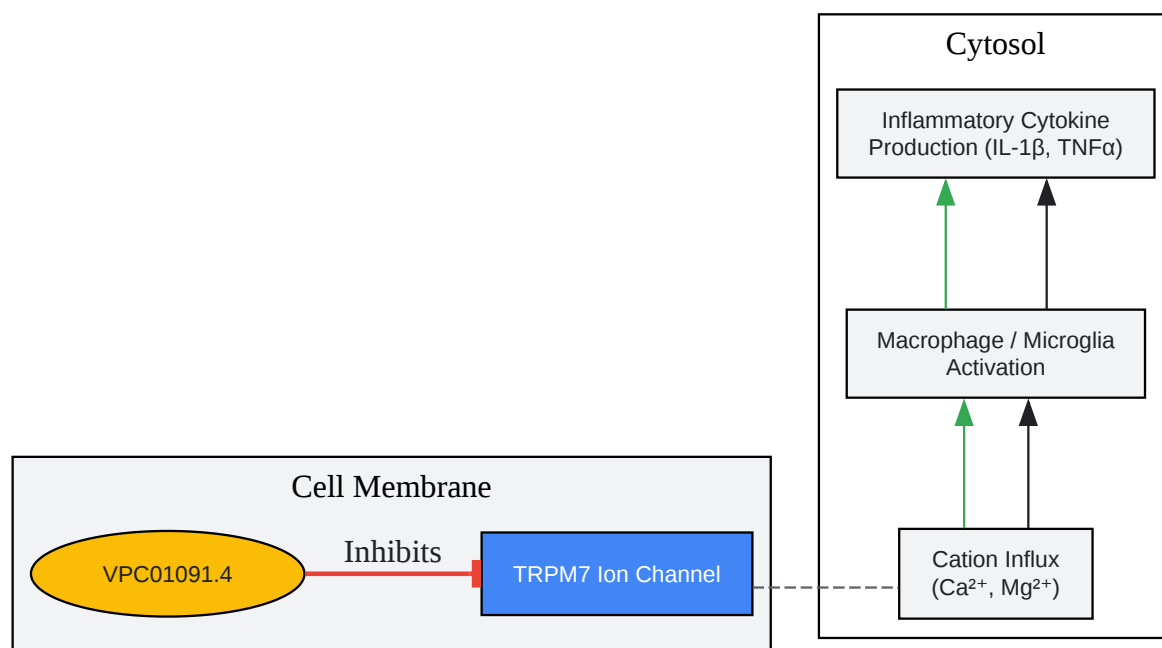 Cytosol
Inflammatory Cytokine
Production (IL-1β, TNFα)
Macrophage / Microglia
Activation
Cell Membrane
VPC01091.4
Inhibits
TRPM7 Ion Channel
Cation Influx
(Ca²⁺, Mg²⁺)